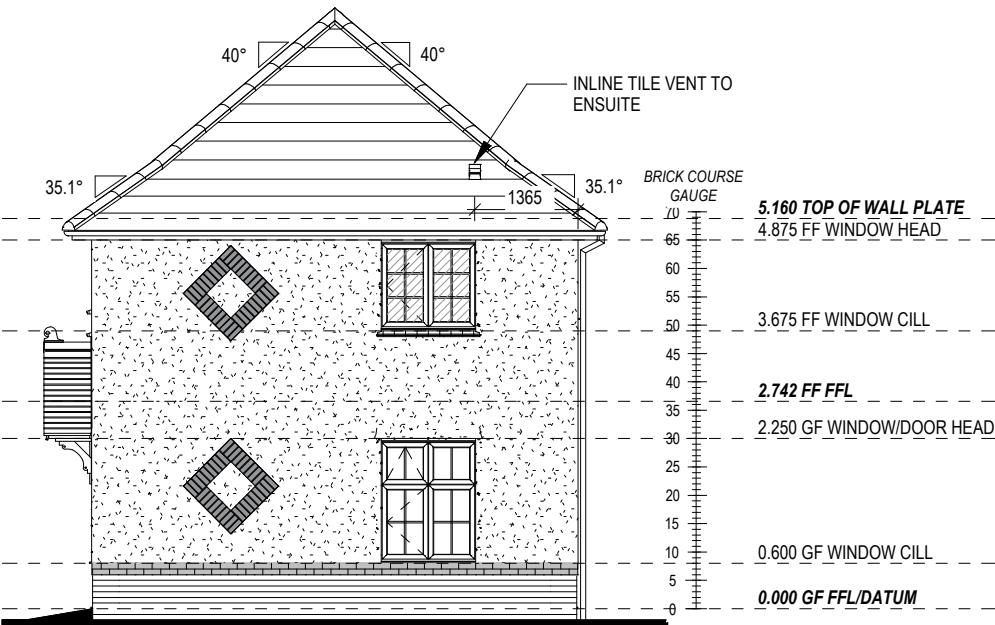 40°
40°
INLINE TILE VENT TO
ENSUITE
35.1°
35.1°
1365
BRICK COURSE
GAUGE
70
5.160 TOP OF WALL PLATE
4.875 FF WINDOW HEAD
65
60
55
3.675 FF WINDOW CILL
50
45
40
2.742 FF FFL
35
2.250 GF WINDOW/DOOR HEAD
30
25
20
15
10
0.600 GF WINDOW CILL
5
0.000 GF FFL/DATUM
0